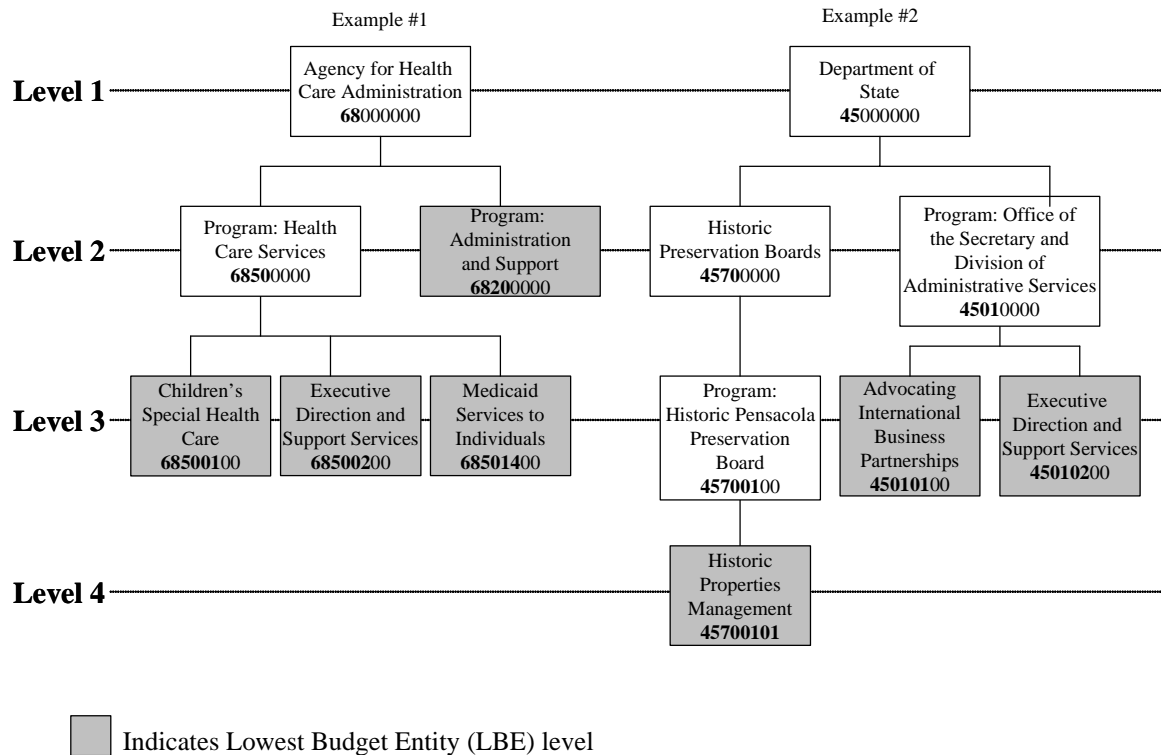 Example #1
Example #2
Level 1
Agency for Health
Care Administration
68000000
Department of
State
45000000
Level 2
Program: Health
Care Services
68500000
Program:
Administration
and Support
68200000
Historic
Preservation Boards
45700000
Program: Office of
the Secretary and
Division of
Administrative Services
45010000
Level 3
Children's
Special Health
Care
68500100
Executive
Direction and
Support Services
68500200
Medicaid
Services to
Individuals
68501400
Program:
Historic Pensacola
Preservation
Board
45700100
Advocating
International
Business
Partnerships
45010100
Executive
Direction and
Support Services
45010200
Level 4
Historic
Properties
Management
45700101
Indicates Lowest Budget Entity (LBE) level